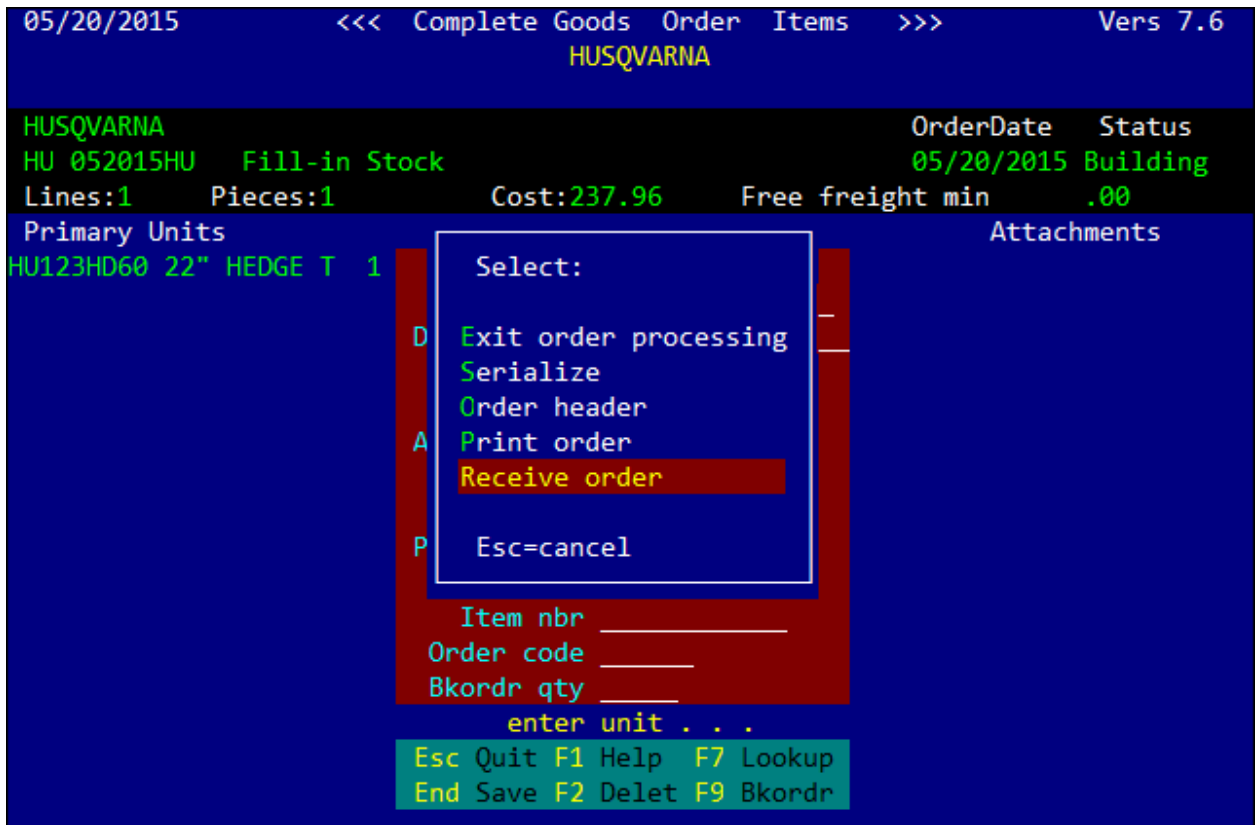 05/20/2015 <<< Complete Goods Order Items >>> Vers 7.6
HUSQVARNA
HUSQVARNA OrderDate Status
HU 052015HU Fill-in Stock 05/20/2015 Building
Lines:1 Pieces:1 Cost:237.96 Free freight min .00
Primary Units Attachments
HU123HD60 22" HEDGE T 1
Select:
D Exit order processing
Serialize
Order header
A Print order
Receive order
P Esc=cancel
Item nbr
Order code
Bkordr qty
enter unit . . .
Esc Quit F1 Help F7 Lookup
End Save F2 Delet F9 Bkordr